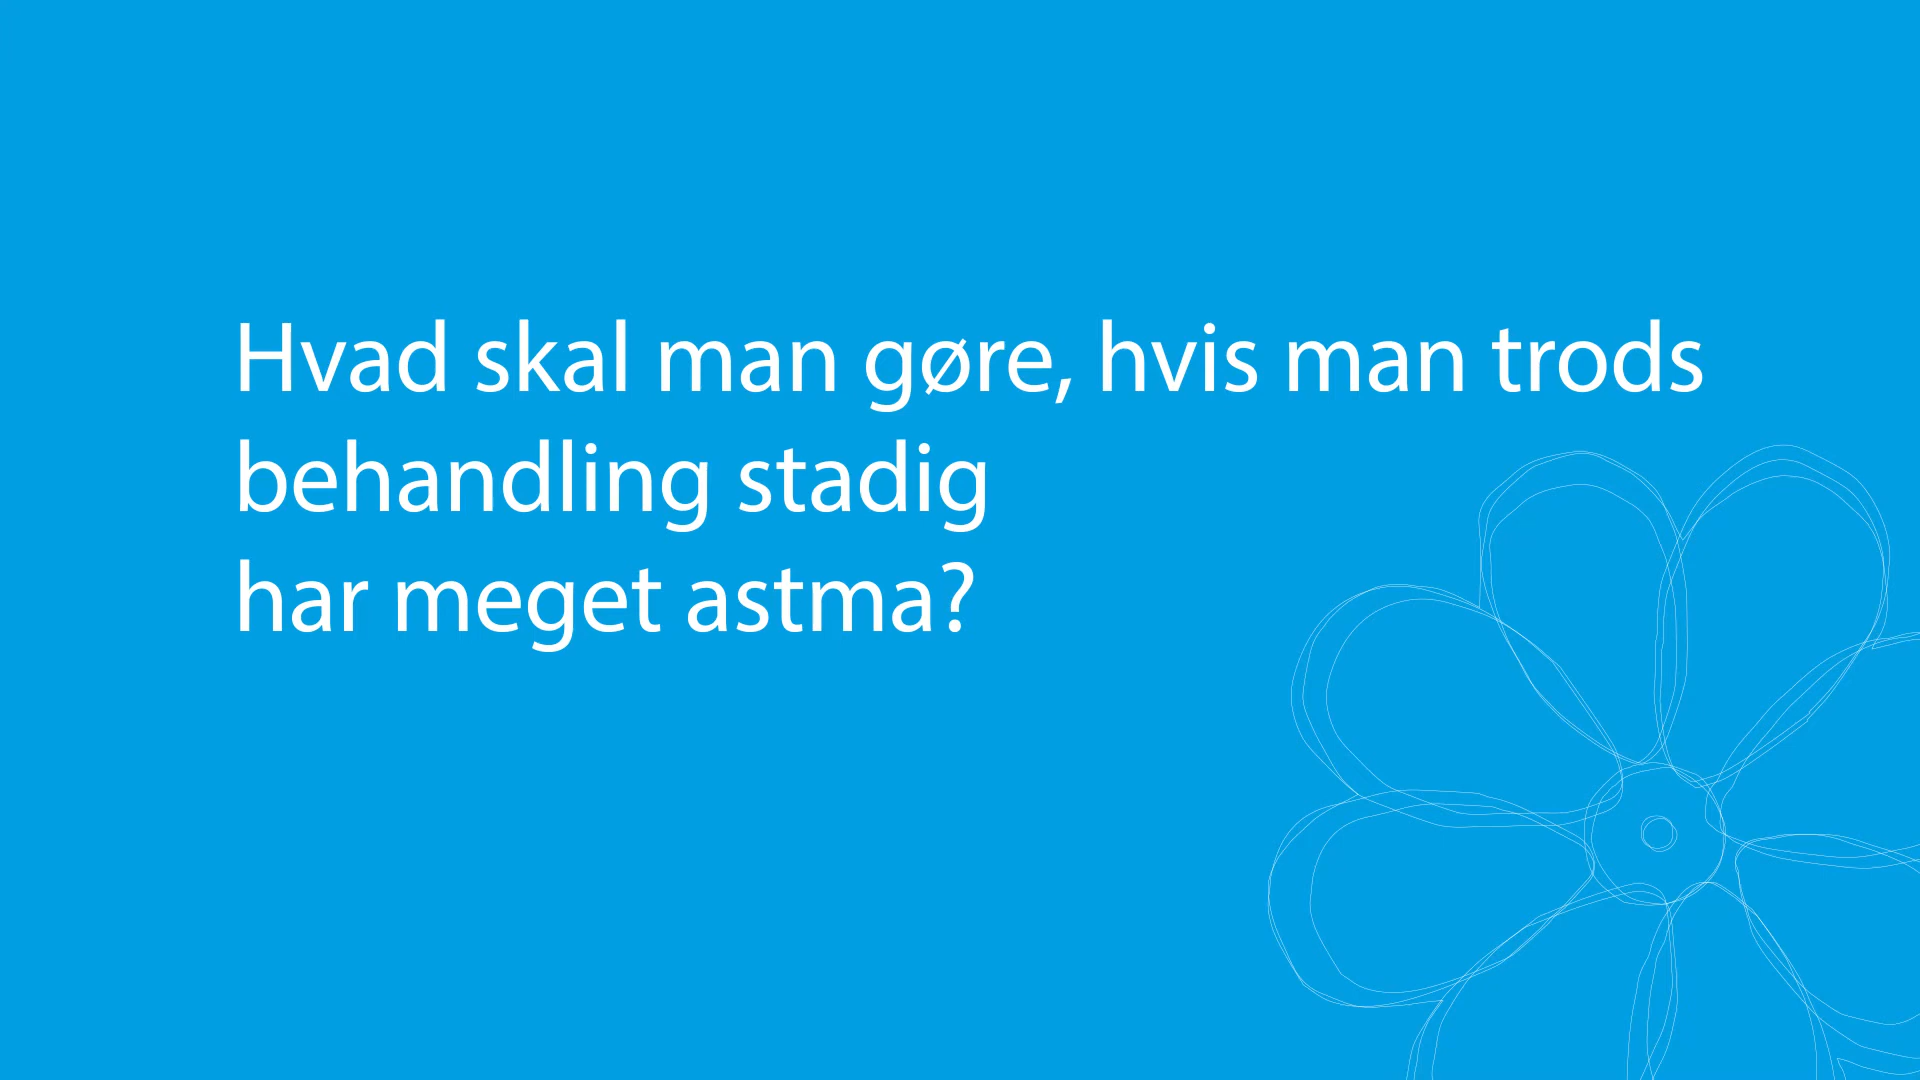 Hvad skal man gøre, hvis man trods
behandling stadig
har meget astma?